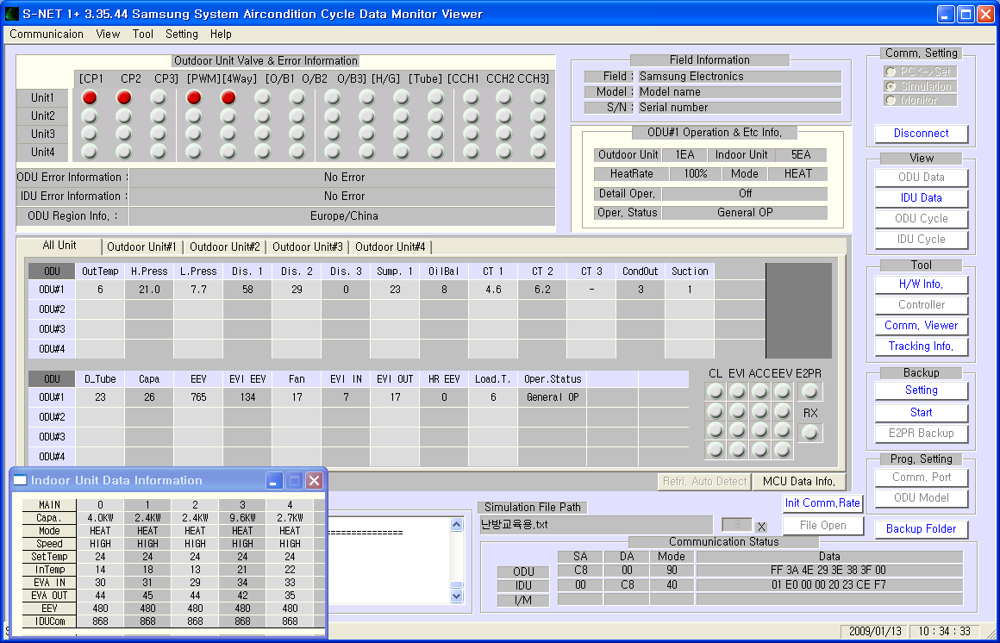 S-NET 1+ 3.35.44 Samsung System Aircondition Cycle Data Monitor Viewer
Communicaion View Tool Setting Help
Outdoor Unit Valve & Error Information
[CP1 CP2 CP3] [PWM] [4Way] [O/B1 O/B2 O/B3] [H/G] [Tube] [CCH1 CCH2 CCH3]
Unit1
Unit2
Unit3
Unit4
ODU Error Information : No Error
IDU Error Information : No Error
ODU Region Info. : Europe/China
Field Information
Field : Samsung Electronics
Model : Model name
S/N : Serial number
ODU#1 Operation & Etc Info.
Outdoor Unit 1EA Indoor Unit 5EA
HeatRate 100% Mode HEAT
Detail Oper. Off
Oper. Status General OP
Comm. Setting
PC<->Set
Simulation
Monitor
Disconnect
View
ODU Data
IDU Data
ODU Cycle
IDU Cycle
Tool
H/W Info.
Controller
Comm. Viewer
Tracking Info.
Backup
Setting
Start
E2PR Backup
Prog. Setting
Comm. Port
ODU Model
Backup Folder
All Unit Outdoor Unit#1 Outdoor Unit#2 Outdoor Unit#3 Outdoor Unit#4
ODU OutTemp H.Press L.Press Dis. 1 Dis. 2 Dis. 3 Sump. 1 OilBal CT 1 CT 2 CT 3 CondOut Suction
ODU#1 6 21.0 7.7 58 29 0 23 8 4.6 6.2 - 3 1
ODU#2
ODU#3
ODU#4
ODU D_Tube Capa EEV EVI EEV Fan EVI IN EVI OUT HR EEV Load.T. Oper.Status
ODU#1 23 26 765 134 17 7 17 0 6 General OP
ODU#2
ODU#3
ODU#4
CL EVI ACC EEV E2PR
RX
Refri. Auto Detect MCU Data Info.
Indoor Unit Data Information
MAIN 0 1 2 3 4
Capa. 4.0KW 2.4KW 2.4KW 9.6KW 2.7KW
Mode HEAT HEAT HEAT HEAT HEAT
Speed HIGH HIGH HIGH HIGH HIGH
SetTemp 24 24 24 24 24
InTemp 14 18 13 21 22
EVA IN 30 31 29 34 33
EVA OUT 44 45 44 42 35
EEV 480 480 480 480 480
IDUCom 868 868 868 868 868
==============
Simulation File Path
난방교육용.txt
3 X
Init Comm.Rate
File Open
Communication Status
SA DA Mode Data
ODU C8 00 90 FF 3A 4E 29 3E 38 3F 00
IDU 00 C8 40 01 E0 00 00 20 23 CE F7
I/M
2009/01/13 10 : 34 : 33